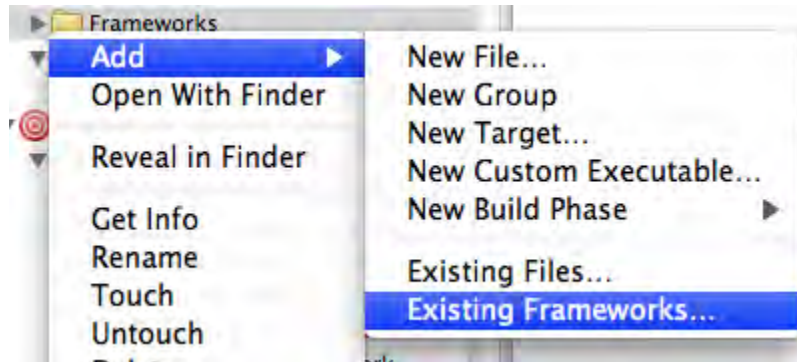 Frameworks
Add
Open With Finder
Reveal in Finder
Get Info
Rename
Touch
Untouch
New File...
New Group
New Target...
New Custom Executable...
New Build Phase
Existing Files...
Existing Frameworks...